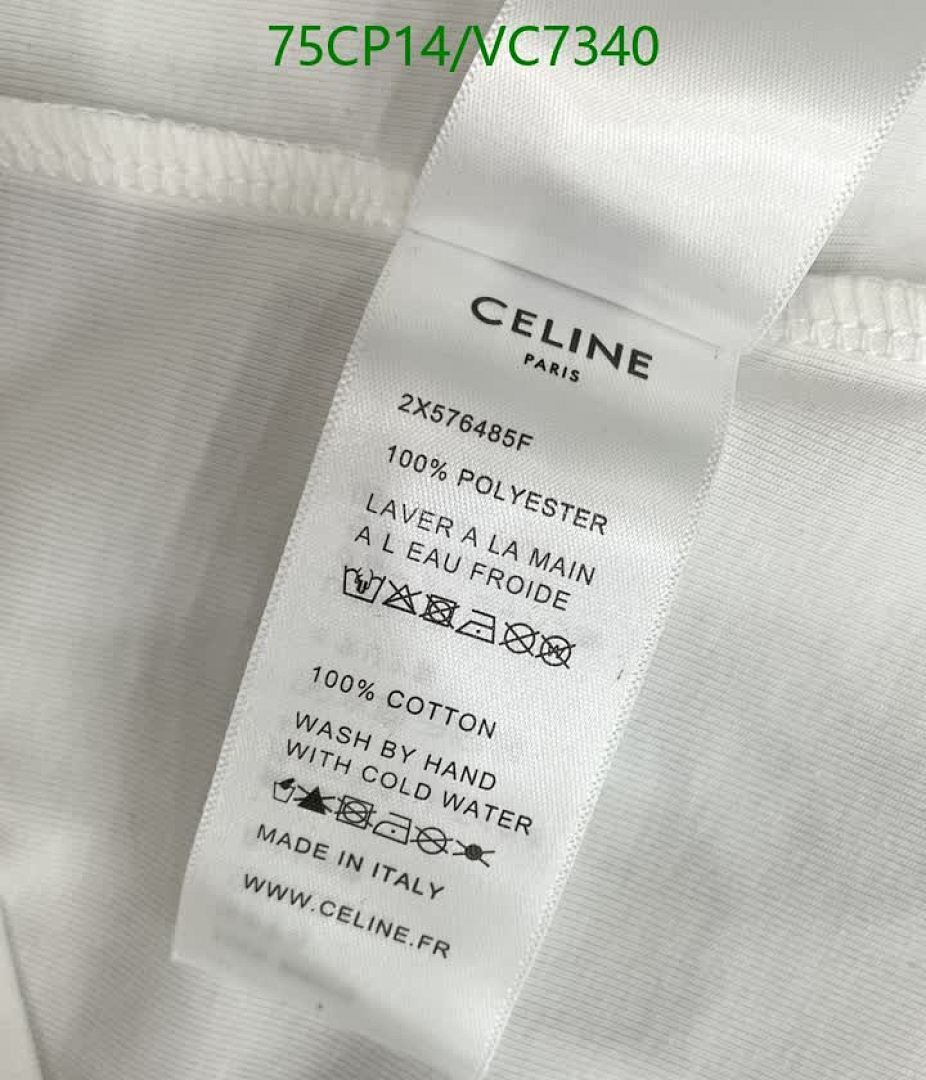 75CP14/VC7340
CELINE
PARIS
2X576485F
100% POLYESTER
LAVER A LA MAIN
A L EAU FROIDE
100% COTTON
WASH BY HAND
WITH COLD WATER
MADE IN ITALY
WWW.CELINE.FR